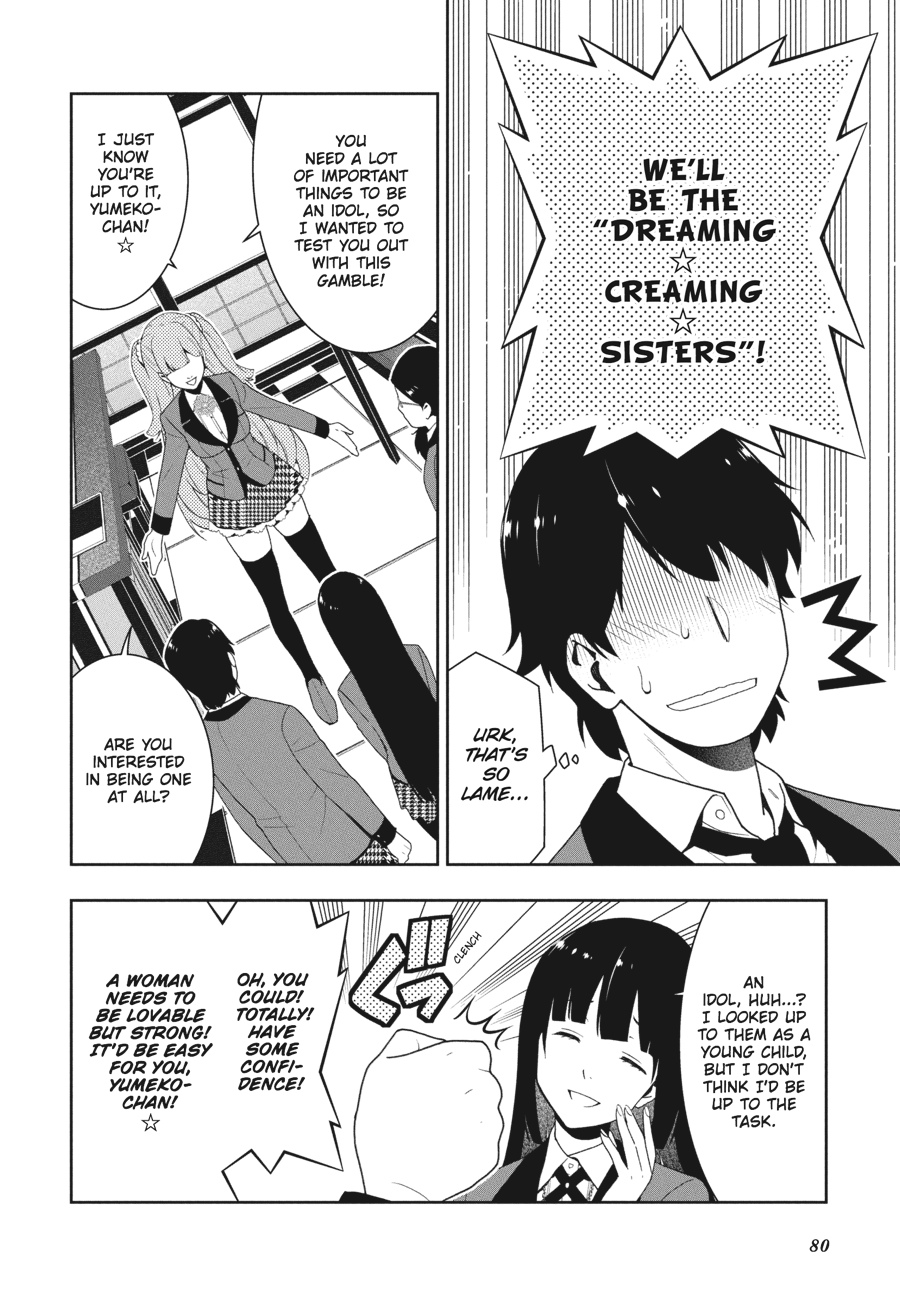 WE'LL
BE THE
"DREAMING
☆
CREAMING
☆
SISTERS"!
URK,
THAT'S
SO
LAME...
YOU
NEED A LOT
OF IMPORTANT
THINGS TO BE
AN IDOL, SO
I WANTED TO
TEST YOU OUT
WITH THIS
GAMBLE!
I JUST
KNOW
YOU'RE
UP TO IT,
YUMEKO-
CHAN!
☆
ARE YOU
INTERESTED
IN BEING ONE
AT ALL?
AN
IDOL, HUH...?
I LOOKED UP
TO THEM AS A
YOUNG CHILD,
BUT I DON'T
THINK I'D BE
UP TO THE
TASK.
CLENCH
ぐっ
OH, YOU
COULD!
TOTALLY!
HAVE
SOME
CONFI-
DENCE!
A WOMAN
NEEDS TO
BE LOVABLE
BUT STRONG!
IT'D BE EASY
FOR YOU,
YUMEKO-
CHAN!
☆
80